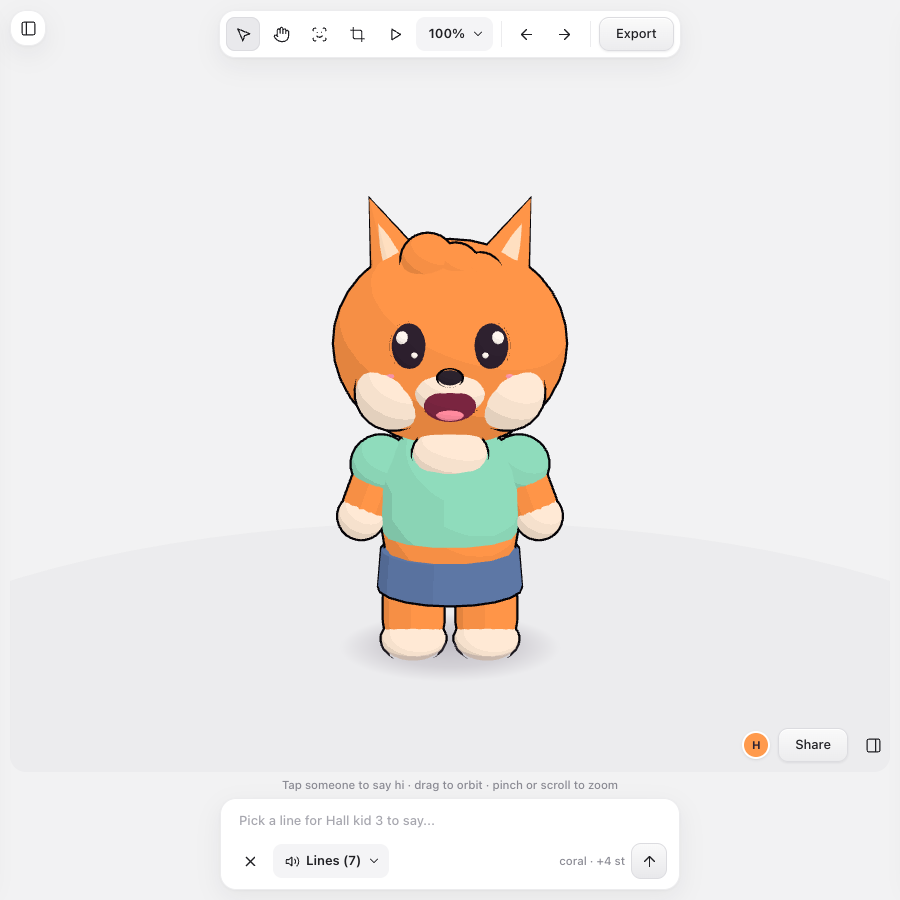 100%
Export
H
Share
Tap someone to say hi · drag to orbit · pinch or scroll to zoom
Pick a line for Hall kid 3 to say...
Lines (7)
coral · +4 st